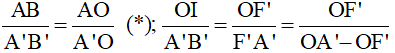 AB/A'B' = AO/A'O (*); OI/A'B' = OF'/F'A' = OF'/(OA'−OF')